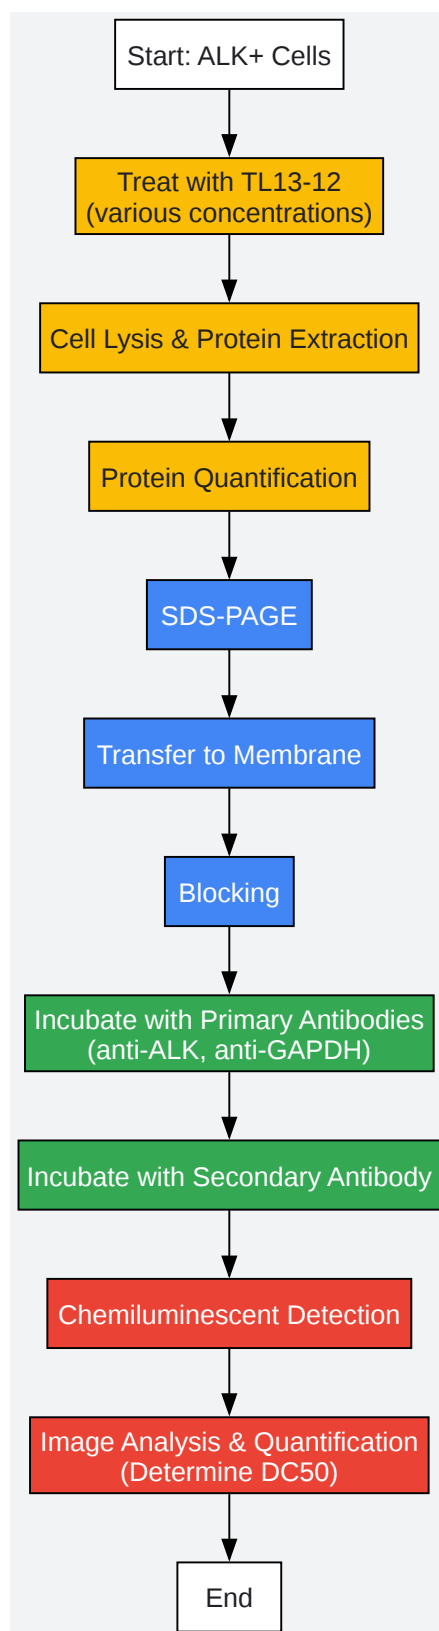 Start: ALK+ Cells
Treat with TL13-12
(various concentrations)
Cell Lysis & Protein Extraction
Protein Quantification
SDS-PAGE
Transfer to Membrane
Blocking
Incubate with Primary Antibodies
(anti-ALK, anti-GAPDH)
Incubate with Secondary Antibody
Chemiluminescent Detection
Image Analysis & Quantification
(Determine DC50)
End